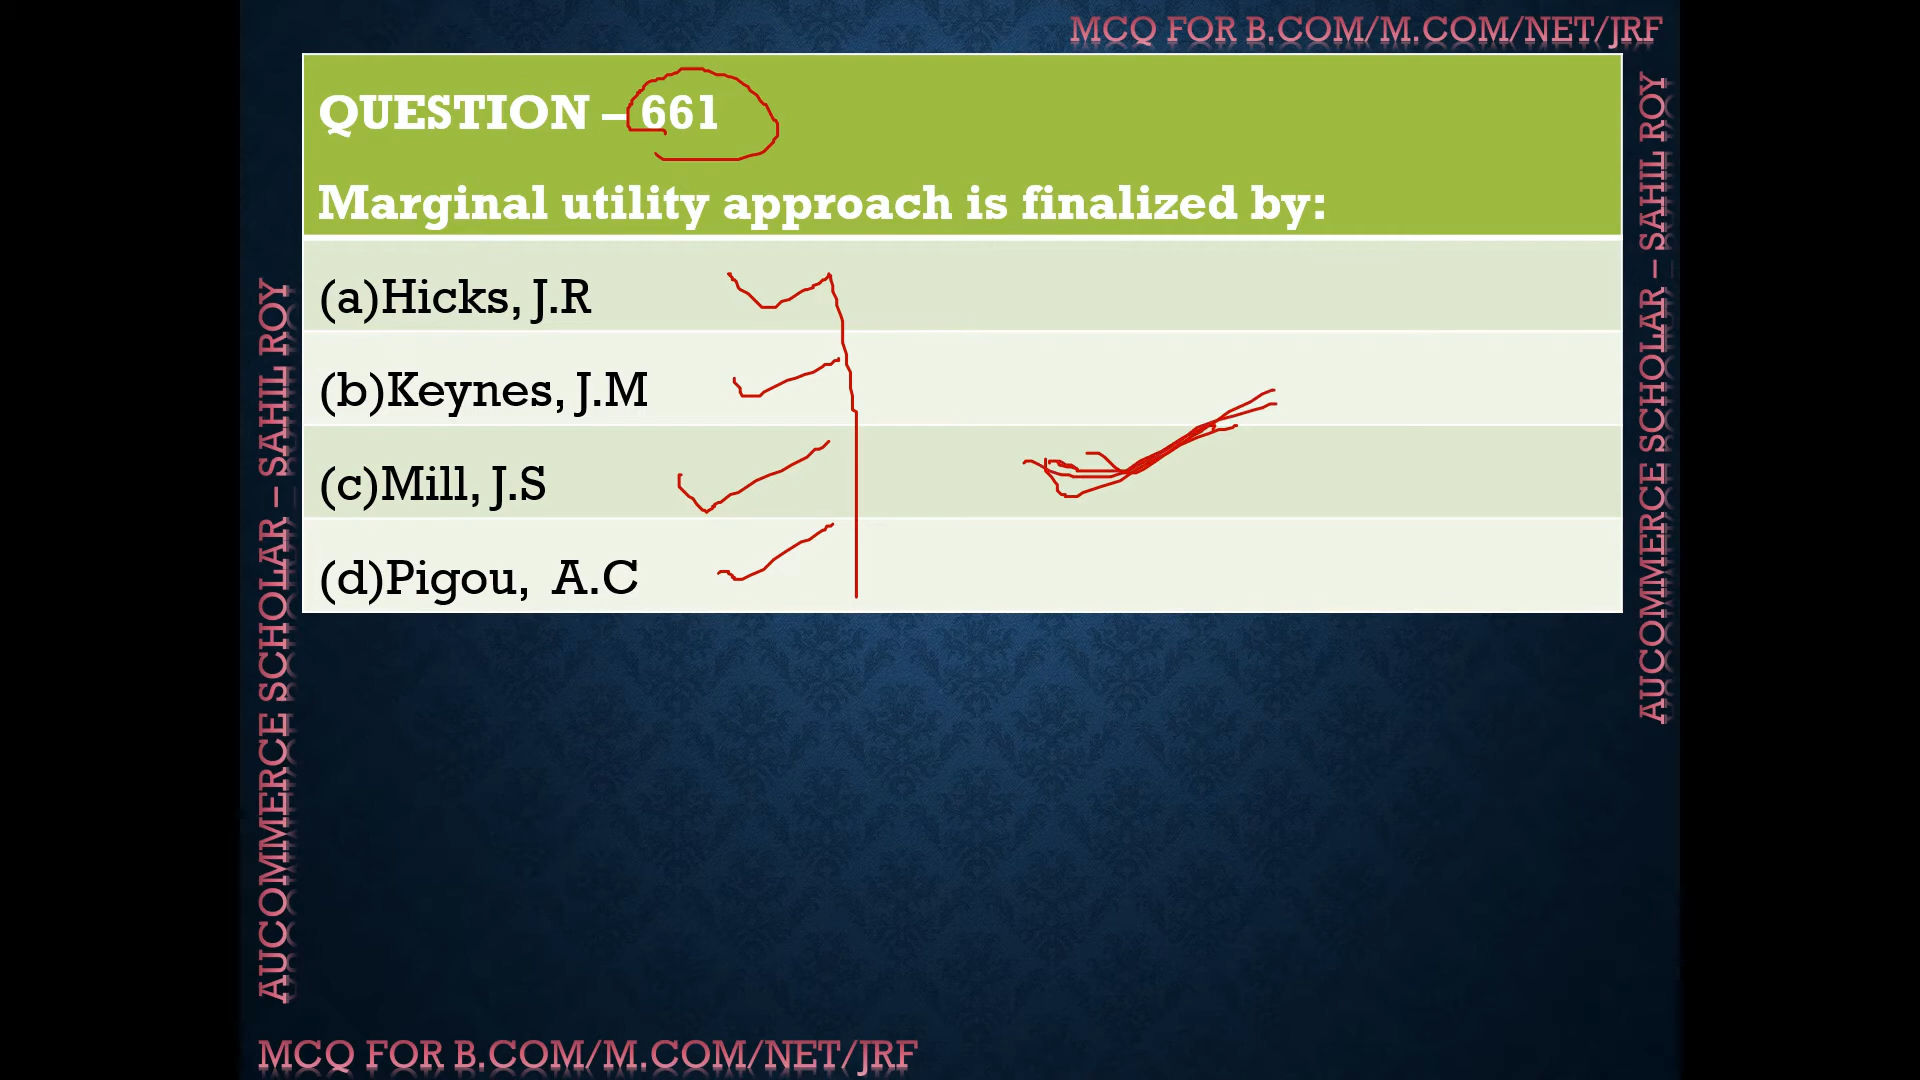 MCQ FOR B.COM/M.COM/NET/JRF
QUESTION – 661
Marginal utility approach is finalized by:
(a)Hicks, J.R
(b)Keynes, J.M
(c)Mill, J.S
(d)Pigou, A.C
AUCOMMERCE SCHOLAR – SAHIL ROY
AUCOMMERCE SCHOLAR – SAHIL ROY
MCQ FOR B.COM/M.COM/NET/JRF